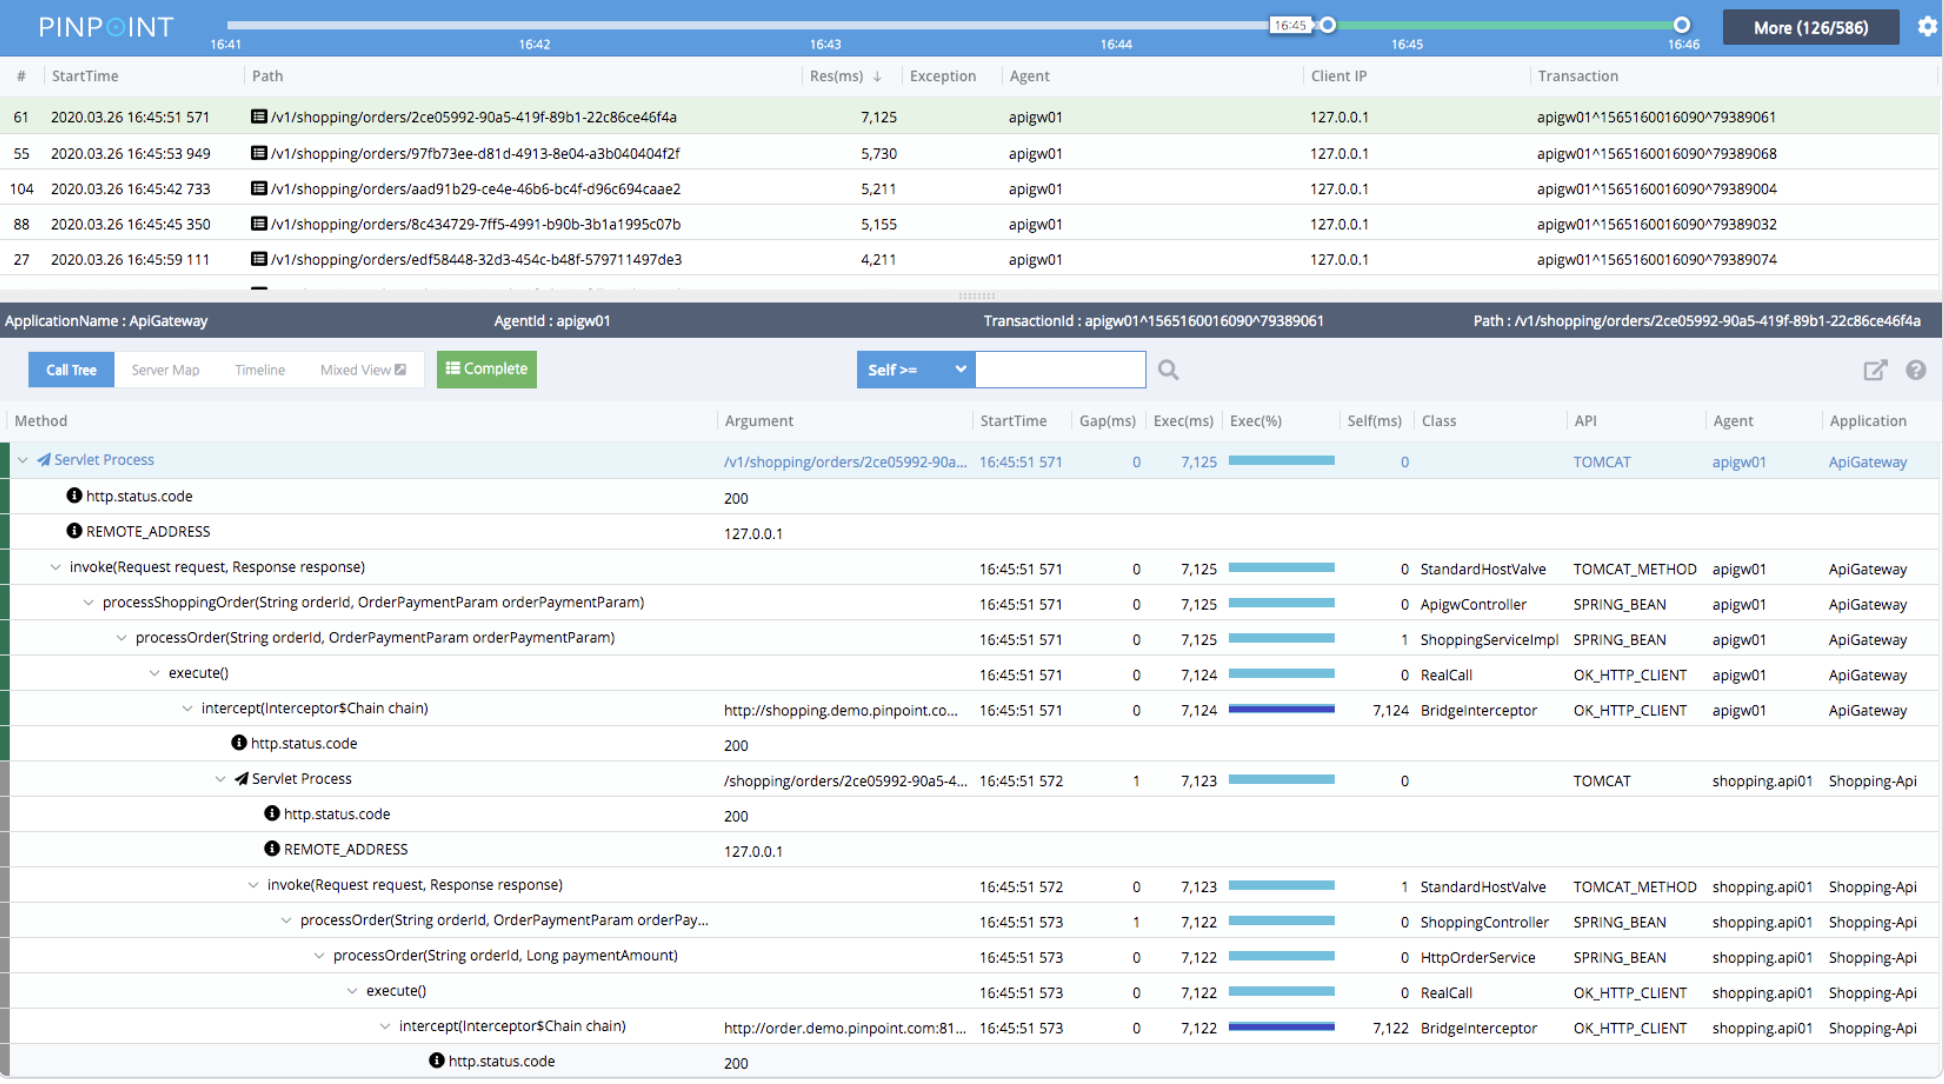 PINPOINT
16:45
More (126/586)
16:41 16:42 16:43 16:44 16:45 16:46
# StartTime Path Res(ms) ↓ Exception Agent Client IP Transaction
61 2020.03.26 16:45:51 571 /v1/shopping/orders/2ce05992-90a5-419f-89b1-22c86ce46f4a 7,125 apigw01 127.0.0.1 apigw01^1565160016090^79389061
55 2020.03.26 16:45:53 949 /v1/shopping/orders/97fb73ee-d81d-4913-8e04-a3b040404f2f 5,730 apigw01 127.0.0.1 apigw01^1565160016090^79389068
104 2020.03.26 16:45:42 733 /v1/shopping/orders/aad91b29-ce4e-46b6-bc4f-d96c694caae2 5,211 apigw01 127.0.0.1 apigw01^1565160016090^79389004
88 2020.03.26 16:45:45 350 /v1/shopping/orders/8c434729-7ff5-4991-b90b-3b1a1995c07b 5,155 apigw01 127.0.0.1 apigw01^1565160016090^79389032
27 2020.03.26 16:45:59 111 /v1/shopping/orders/edf58448-32d3-454c-b48f-579711497de3 4,211 apigw01 127.0.0.1 apigw01^1565160016090^79389074
ApplicationName : ApiGateway AgentId : apigw01 TransactionId : apigw01^1565160016090^79389061 Path : /v1/shopping/orders/2ce05992-90a5-419f-89b1-22c86ce46f4a
Call Tree Server Map Timeline Mixed View Complete Self >=
Method Argument StartTime Gap(ms) Exec(ms) Exec(%) Self(ms) Class API Agent Application
Servlet Process /v1/shopping/orders/2ce05992-90a... 16:45:51 571 0 7,125 0 TOMCAT apigw01 ApiGateway
http.status.code 200
REMOTE_ADDRESS 127.0.0.1
invoke(Request request, Response response) 16:45:51 571 0 7,125 0 StandardHostValve TOMCAT_METHOD apigw01 ApiGateway
processShoppingOrder(String orderId, OrderPaymentParam orderPaymentParam) 16:45:51 571 0 7,125 0 ApigwController SPRING_BEAN apigw01 ApiGateway
processOrder(String orderId, OrderPaymentParam orderPaymentParam) 16:45:51 571 0 7,125 1 ShoppingServiceImpl SPRING_BEAN apigw01 ApiGateway
execute() 16:45:51 571 0 7,124 0 RealCall OK_HTTP_CLIENT apigw01 ApiGateway
intercept(Interceptor$Chain chain) http://shopping.demo.pinpoint.co... 16:45:51 571 0 7,124 7,124 BridgeInterceptor OK_HTTP_CLIENT apigw01 ApiGateway
http.status.code 200
Servlet Process /shopping/orders/2ce05992-90a5-4... 16:45:51 572 1 7,123 0 TOMCAT shopping.api01 Shopping-Api
http.status.code 200
REMOTE_ADDRESS 127.0.0.1
invoke(Request request, Response response) 16:45:51 572 0 7,123 1 StandardHostValve TOMCAT_METHOD shopping.api01 Shopping-Api
processOrder(String orderId, OrderPaymentParam orderPay... 16:45:51 573 1 7,122 0 ShoppingController SPRING_BEAN shopping.api01 Shopping-Api
processOrder(String orderId, Long paymentAmount) 16:45:51 573 0 7,122 0 HttpOrderService SPRING_BEAN shopping.api01 Shopping-Api
execute() 16:45:51 573 0 7,122 0 RealCall OK_HTTP_CLIENT shopping.api01 Shopping-Api
intercept(Interceptor$Chain chain) http://order.demo.pinpoint.com:81... 16:45:51 573 0 7,122 7,122 BridgeInterceptor OK_HTTP_CLIENT shopping.api01 Shopping-Api
http.status.code 200